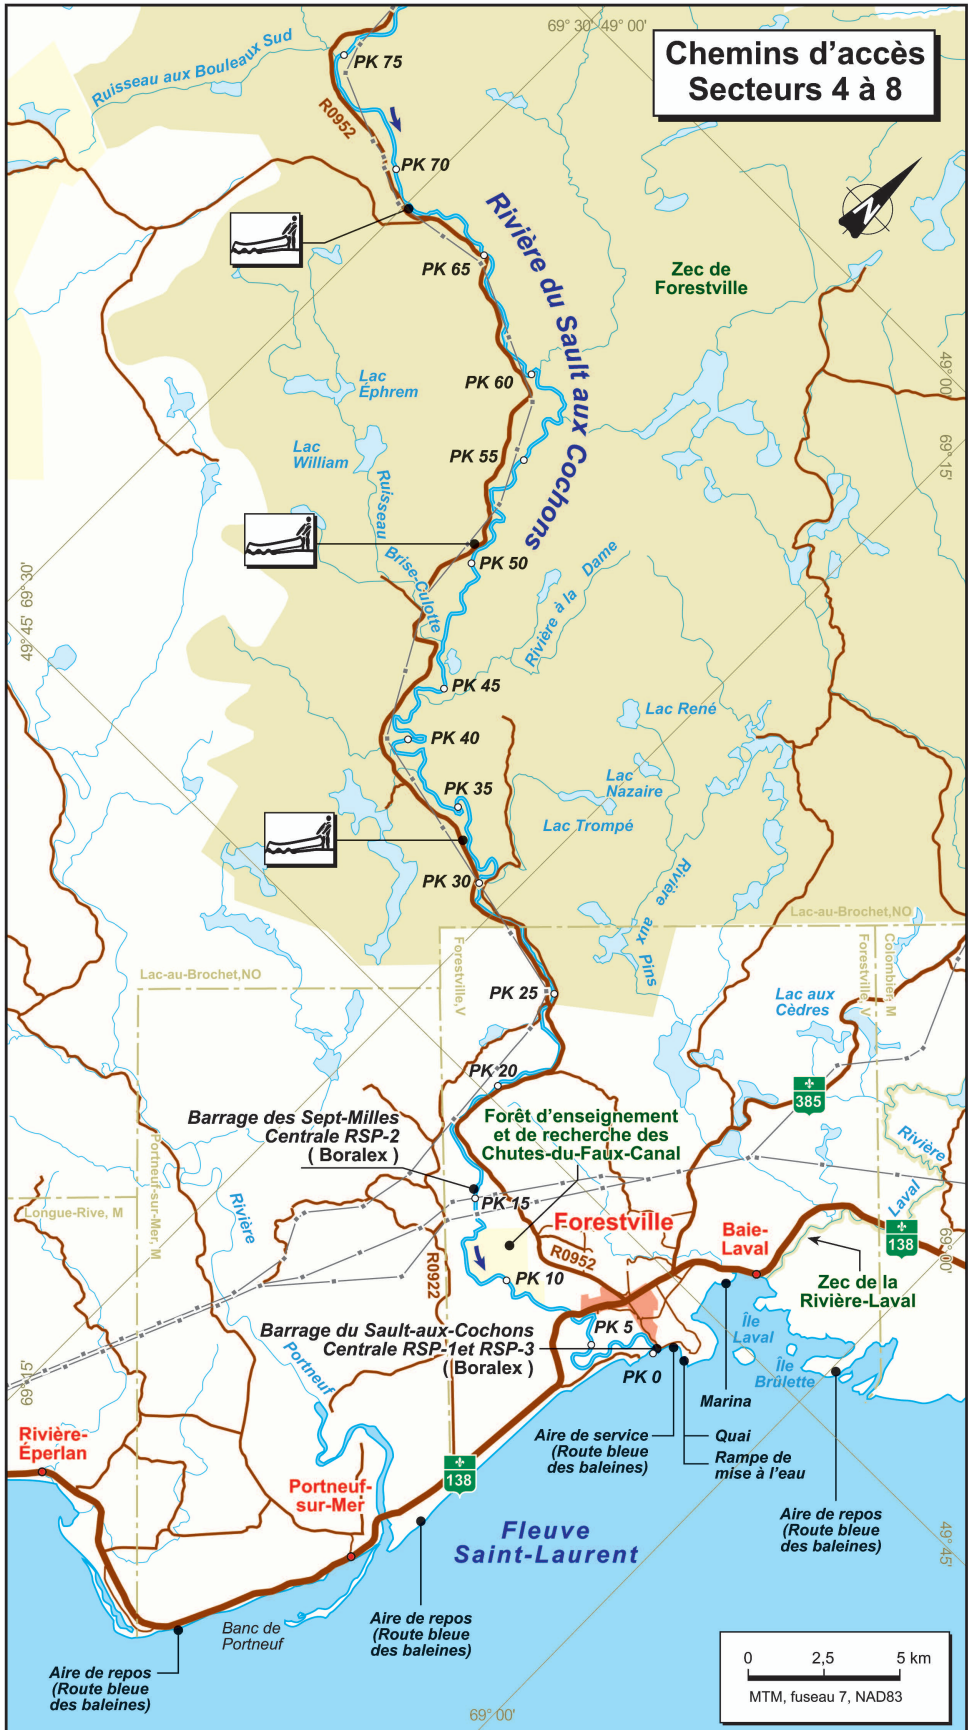 69° 30' 49° 00'
Chemins d'accès
Secteurs 4 à 8
Ruisseau aux Bouleaux Sud
PK 75
R0952
PK 70
N
Rivière du Sault aux Cochons
PK 65
Zec de
Forestville
49° 00'
PK 60
Lac
Éphrem
69° 15'
Lac
William
PK 55
Ruisseau
Brise-Culotte
PK 50
Rivière à la Dame
49° 45' 69° 30'
PK 45
Lac René
PK 40
Lac
Nazaire
PK 35
Lac Trompé
PK 30
Rivière aux Pins
Lac-au-Brochet,NO
Forestville,V
Forestville, V
Colombier, M
Lac-au-Brochet,NO
PK 25
Lac aux
Cèdres
PK 20
385
Barrage des Sept-Milles
Centrale RSP-2
( Boralex )
Forêt d'enseignement
et de recherche des
Chutes-du-Faux-Canal
Portneuf-sur-Mer, M
Rivière
Laval
Longue-Rive, M
Rivière
Portneuf
PK 15
Forestville
Baie-
Laval
138
69° 00'
R0922
R0952
PK 10
Zec de la
Rivière-Laval
Barrage du Sault-aux-Cochons
Centrale RSP-1et RSP-3
( Boralex )
PK 5
Île
Laval
Île
Brûlette
PK 0
69° 15'
Marina
Aire de service
(Route bleue
des baleines)
Quai
Rampe de
mise à l'eau
Rivière-
Éperlan
138
Portneuf-
sur-Mer
Aire de repos
(Route bleue
des baleines)
Fleuve
Saint-Laurent
49° 45'
Banc de
Portneuf
Aire de repos
(Route bleue
des baleines)
Aire de repos
(Route bleue
des baleines)
0 2,5 5 km
MTM, fuseau 7, NAD83
69° 00'